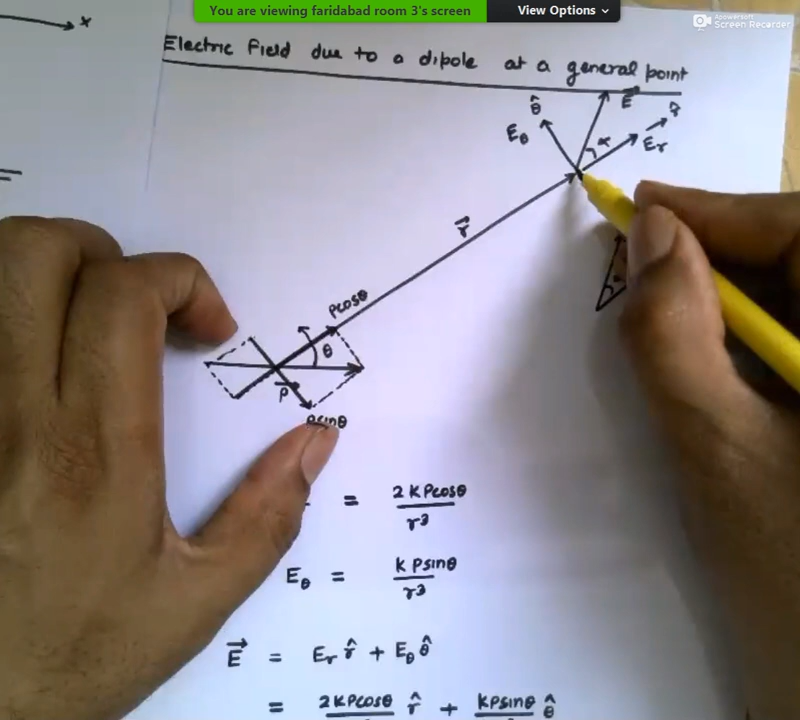 You are viewing faridabad room 3's screen
View Options
Apowersoft
Screen Recorder
x
Electric Field due to a dipole at a general point
θ̂
E⃗
r̂
Eθ
α
Er
r⃗
pcosθ
θ
p⃗
psinθ
= 2KPcosθ / r³
Eθ = KPsinθ / r³
E⃗ = Er r̂ + Eθ θ̂
= 2KPcosθ r̂ + KPsinθ θ̂